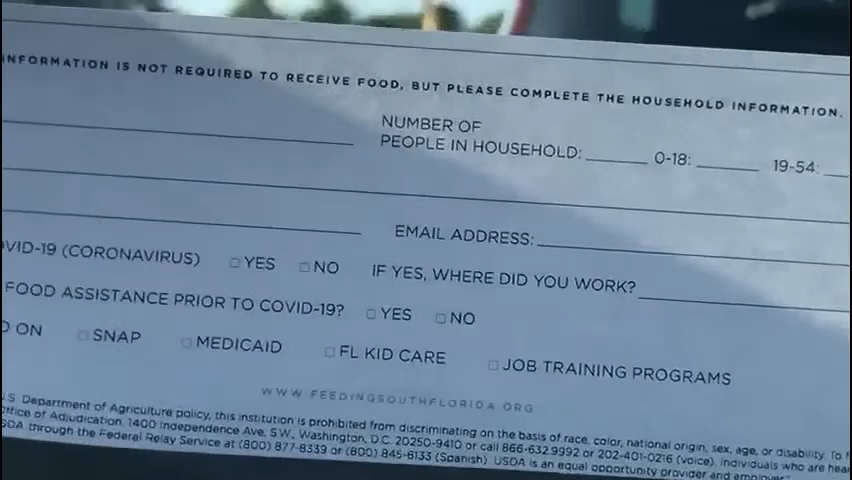 INFORMATION IS NOT REQUIRED TO RECEIVE FOOD, BUT PLEASE COMPLETE THE HOUSEHOLD INFORMATION.
NUMBER OF
PEOPLE IN HOUSEHOLD: 0-18: 19-54:
EMAIL ADDRESS:
OVID-19 (CORONAVIRUS) YES NO IF YES, WHERE DID YOU WORK?
FOOD ASSISTANCE PRIOR TO COVID-19? YES NO
ON SNAP MEDICAID FL KID CARE JOB TRAINING PROGRAMS
WWW.FEEDINGSOUTHFLORIDA.ORG
U.S. Department of Agriculture policy, this institution is prohibited from discriminating on the basis of race, color, national origin, sex, age, or disability. To f
Office of Adjudication, 1400 Independence Ave, S.W., Washington, D.C. 20250-9410 or call 866-632.9992 or 202-401-0216 (voice). Individuals who are hea
SDA through the Federal Relay Service at (800) 877-8339 or (800) 845-6133 (Spanish). USDA is an equal opportunity provider and employer."